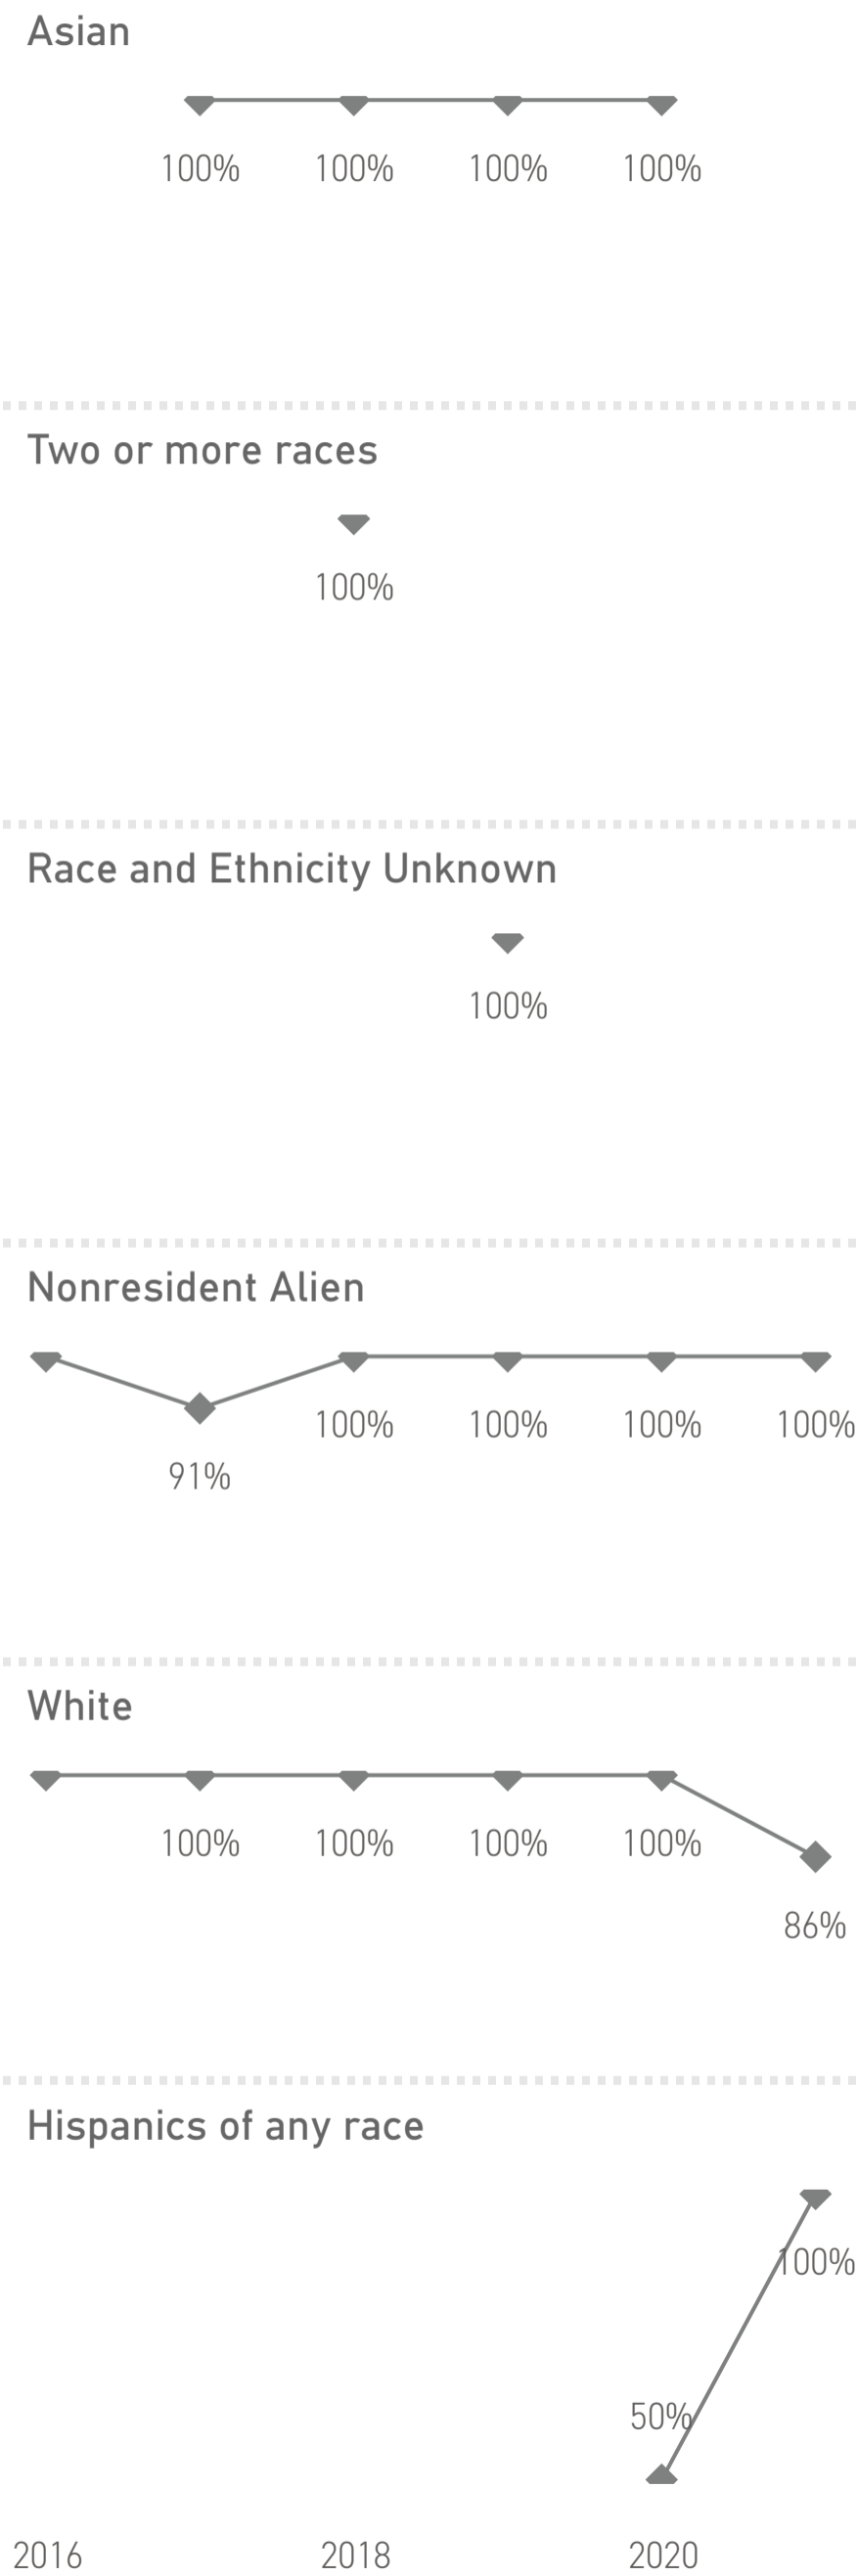 Asian
100% 100% 100% 100%
Two or more races
100%
Race and Ethnicity Unknown
100%
Nonresident Alien
100% 100% 100% 100%
91%
White
100% 100% 100% 100%
86%
Hispanics of any race
100%
50%
2016 2018 2020